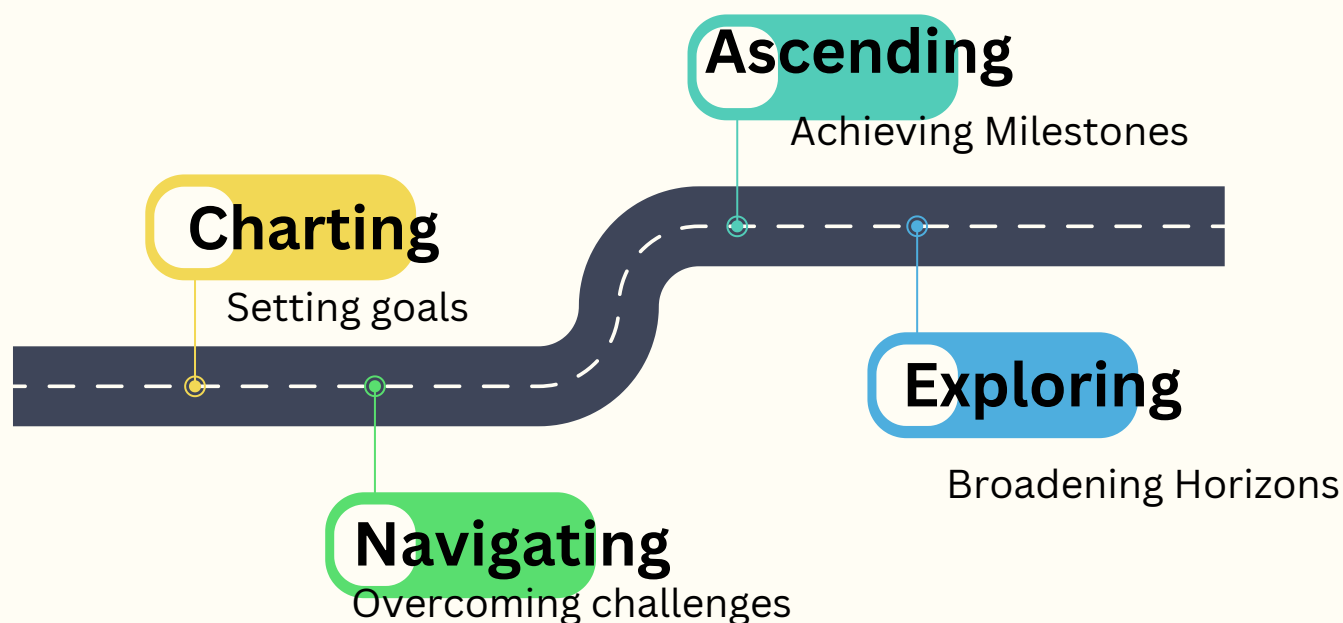 Ascending
Achieving Milestones
Charting
Setting goals
Exploring
Broadening Horizons
Navigating
Overcoming challenges